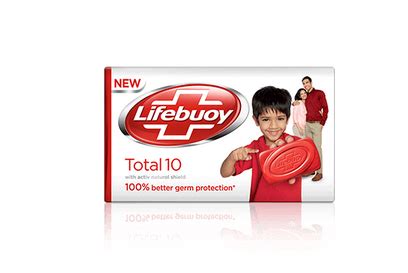 NEW
Lifebuoy
Total 10
with activ natural shield
100% better germ protection*